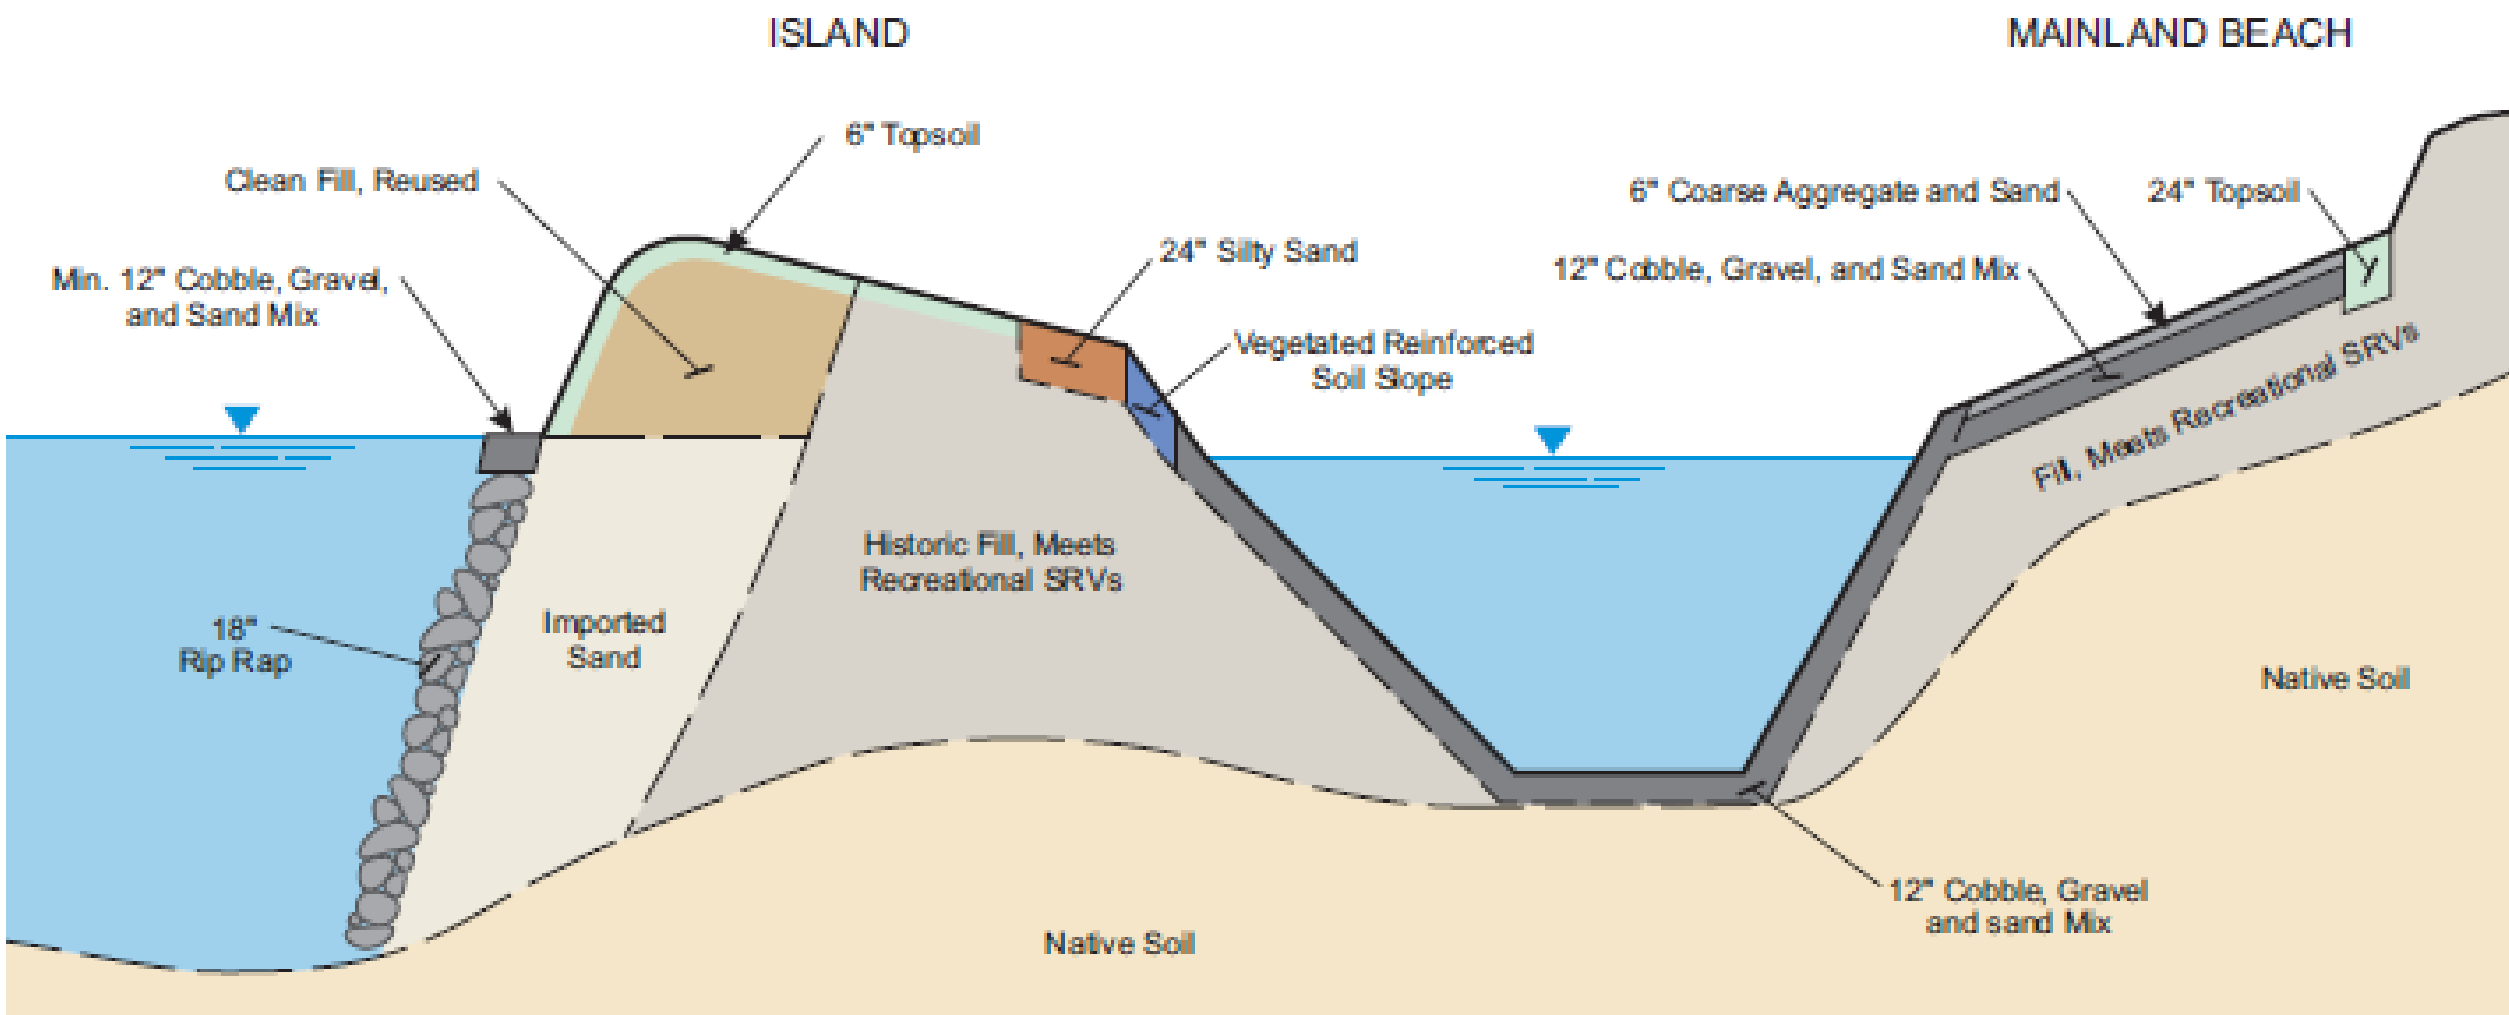 ISLAND
MAINLAND BEACH
6" Topsoil
Clean Fill, Reused
6" Coarse Aggregate and Sand
24" Topsoil
24" Silty Sand
12" Cobble, Gravel, and Sand Mix
Min. 12" Cobble, Gravel,
and Sand Mix
Vegetated Reinforced
Soil Slope
Fill, Meets Recreational SRVs
Historic Fill, Meets
Recreational SRVs
Imported
Sand
18"
Rip Rap
Native Soil
12" Cobble, Gravel
and sand Mix
Native Soil